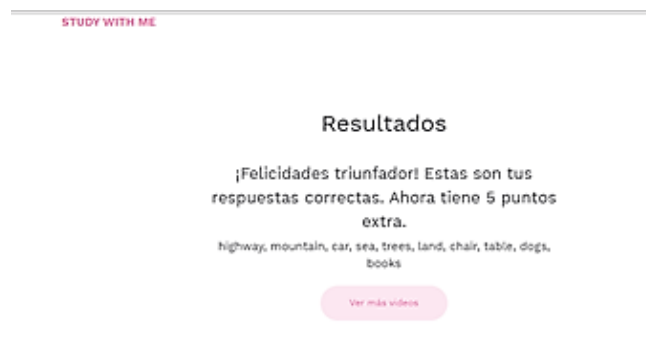 STUDY WITH ME
Resultados
¡Felicidades triunfador! Estas son tus
respuestas correctas. Ahora tiene 5 puntos
extra.
highway, mountain, car, sea, trees, land, chair, table, dogs,
books
Ver más videos